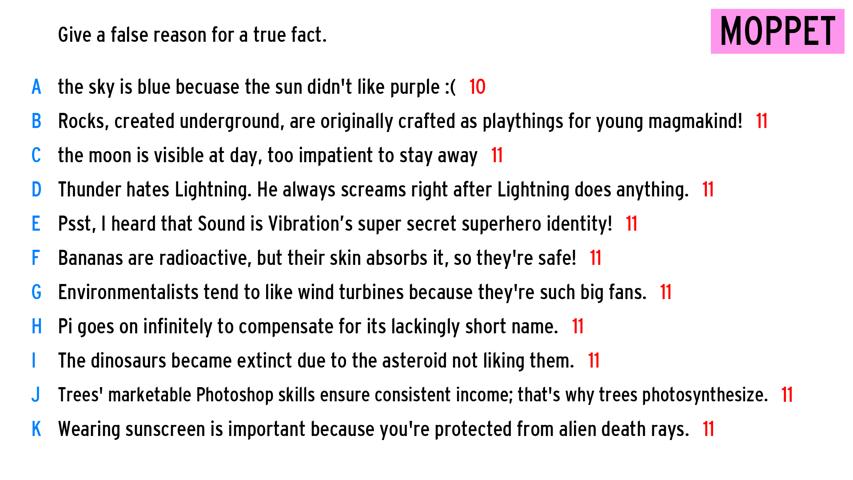 Give a false reason for a true fact.
MOPPET
A the sky is blue becuase the sun didn't like purple :( 10
B Rocks, created underground, are originally crafted as playthings for young magmakind! 11
C the moon is visible at day, too impatient to stay away 11
D Thunder hates Lightning. He always screams right after Lightning does anything. 11
E Psst, I heard that Sound is Vibration’s super secret superhero identity! 11
F Bananas are radioactive, but their skin absorbs it, so they're safe! 11
G Environmentalists tend to like wind turbines because they're such big fans. 11
H Pi goes on infinitely to compensate for its lackingly short name. 11
I The dinosaurs became extinct due to the asteroid not liking them. 11
J Trees' marketable Photoshop skills ensure consistent income; that's why trees photosynthesize. 11
K Wearing sunscreen is important because you're protected from alien death rays. 11